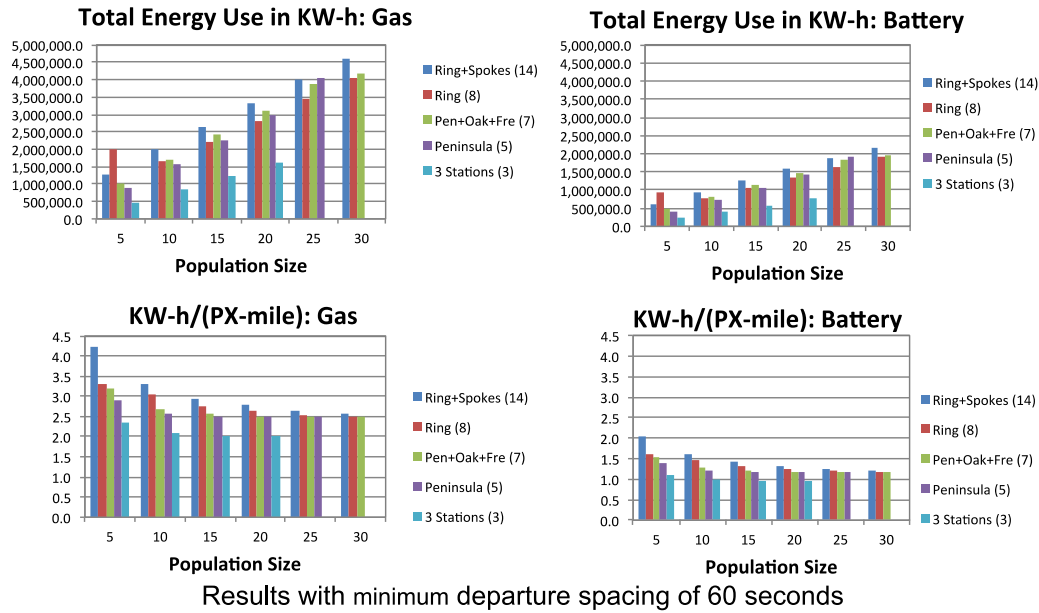 Total Energy Use in KW-h: Gas
5,000,000.0
4,500,000.0
4,000,000.0
3,500,000.0
3,000,000.0
2,500,000.0
2,000,000.0
1,500,000.0
1,000,000.0
500,000.0
0.0
5 10 15 20 25 30
Population Size
Ring+Spokes (14)
Ring (8)
Pen+Oak+Fre (7)
Peninsula (5)
3 Stations (3)
Total Energy Use in KW-h: Battery
5,000,000.0
4,500,000.0
4,000,000.0
3,500,000.0
3,000,000.0
2,500,000.0
2,000,000.0
1,500,000.0
1,000,000.0
500,000.0
0.0
5 10 15 20 25 30
Population Size
Ring+Spokes (14)
Ring (8)
Pen+Oak+Fre (7)
Peninsula (5)
3 Stations (3)
KW-h/(PX-mile): Gas
4.5
4.0
3.5
3.0
2.5
2.0
1.5
1.0
0.5
0.0
5 10 15 20 25 30
Population Size
Ring+Spokes (14)
Ring (8)
Pen+Oak+Fre (7)
Peninsula (5)
3 Stations (3)
KW-h/(PX-mile): Battery
4.5
4.0
3.5
3.0
2.5
2.0
1.5
1.0
0.5
0.0
5 10 15 20 25 30
Population Size
Ring+Spokes (14)
Ring (8)
Pen+Oak+Fre (7)
Peninsula (5)
3 Stations (3)
Results with minimum departure spacing of 60 seconds